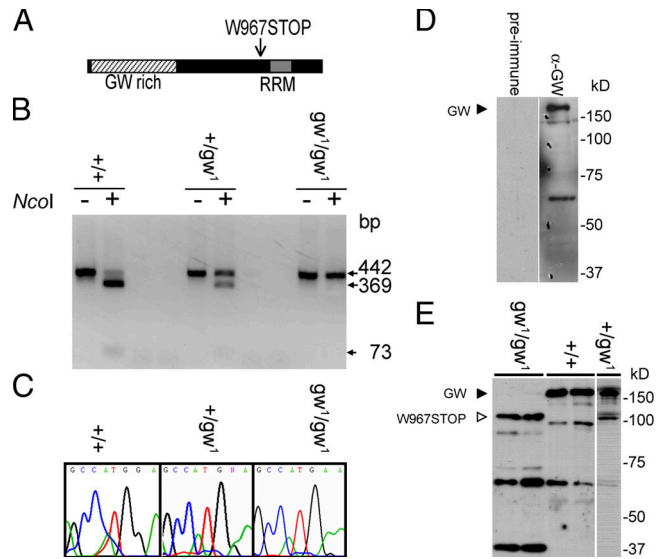 A
W967STOP
GW rich
RRM
B
+/+
+/gw1
gw1/gw1
NcoI
- + - + - +
bp
442
369
73
C
+/+
+/gw1
gw1/gw1
G C C A T G G A
G C C A T G N A
G C C A T G A A
D
pre-immune
α-GW
kD
GW
-150
-100
-75
-50
-37
E
gw1/gw1
+/+
+/gw1
kD
GW
-150
W967STOP
-100
-75
-50
-37